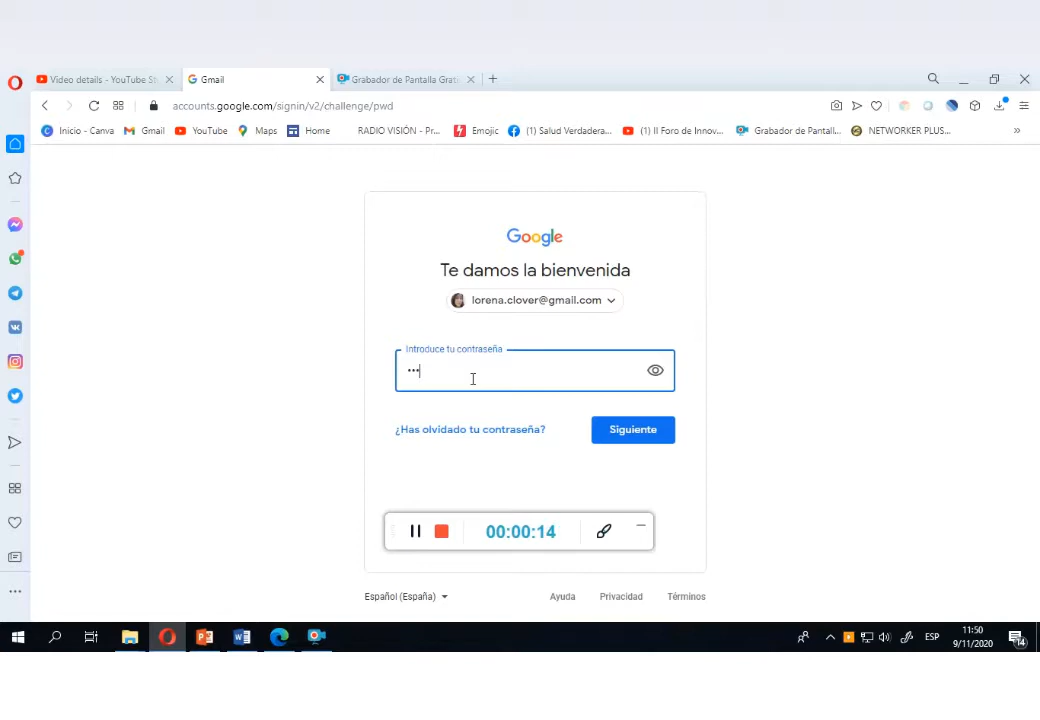 Video details - YouTube St
Gmail
Grabador de Pantalla Grat
accounts.google.com/signin/v2/challenge/pwd
Inicio - Canva
Gmail
YouTube
Maps
Home
RADIO VISIÓN - Pr...
Emojic
(1) Salud Verdadera...
(1) II Foro de Innov...
Grabador de Pantall...
NETWORKER PLUS...
Google
Te damos la bienvenida
lorena.clover@gmail.com
Introduce tu contraseña
•••
¿Has olvidado tu contraseña?
Siguiente
00:00:14
Español (España)
Ayuda
Privacidad
Términos
ESP
11:50
9/11/2020
14